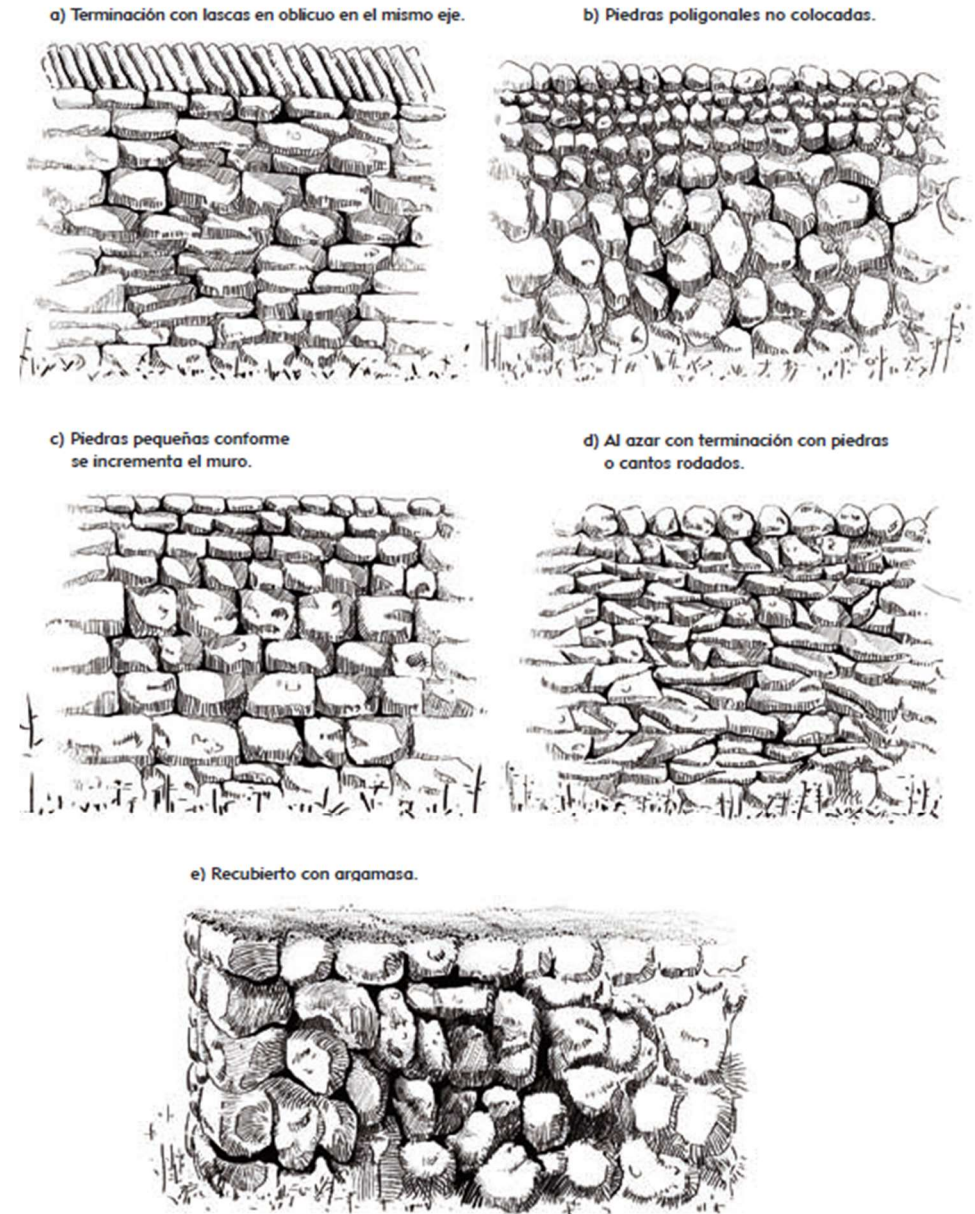 a) Terminación con lascas en oblicuo en el mismo eje.
b) Piedras poligonales no colocadas.
c) Piedras pequeñas conforme
se incrementa el muro.
d) Al azar con terminación con piedras
o cantos rodados.
e) Recubierto con argamasa.